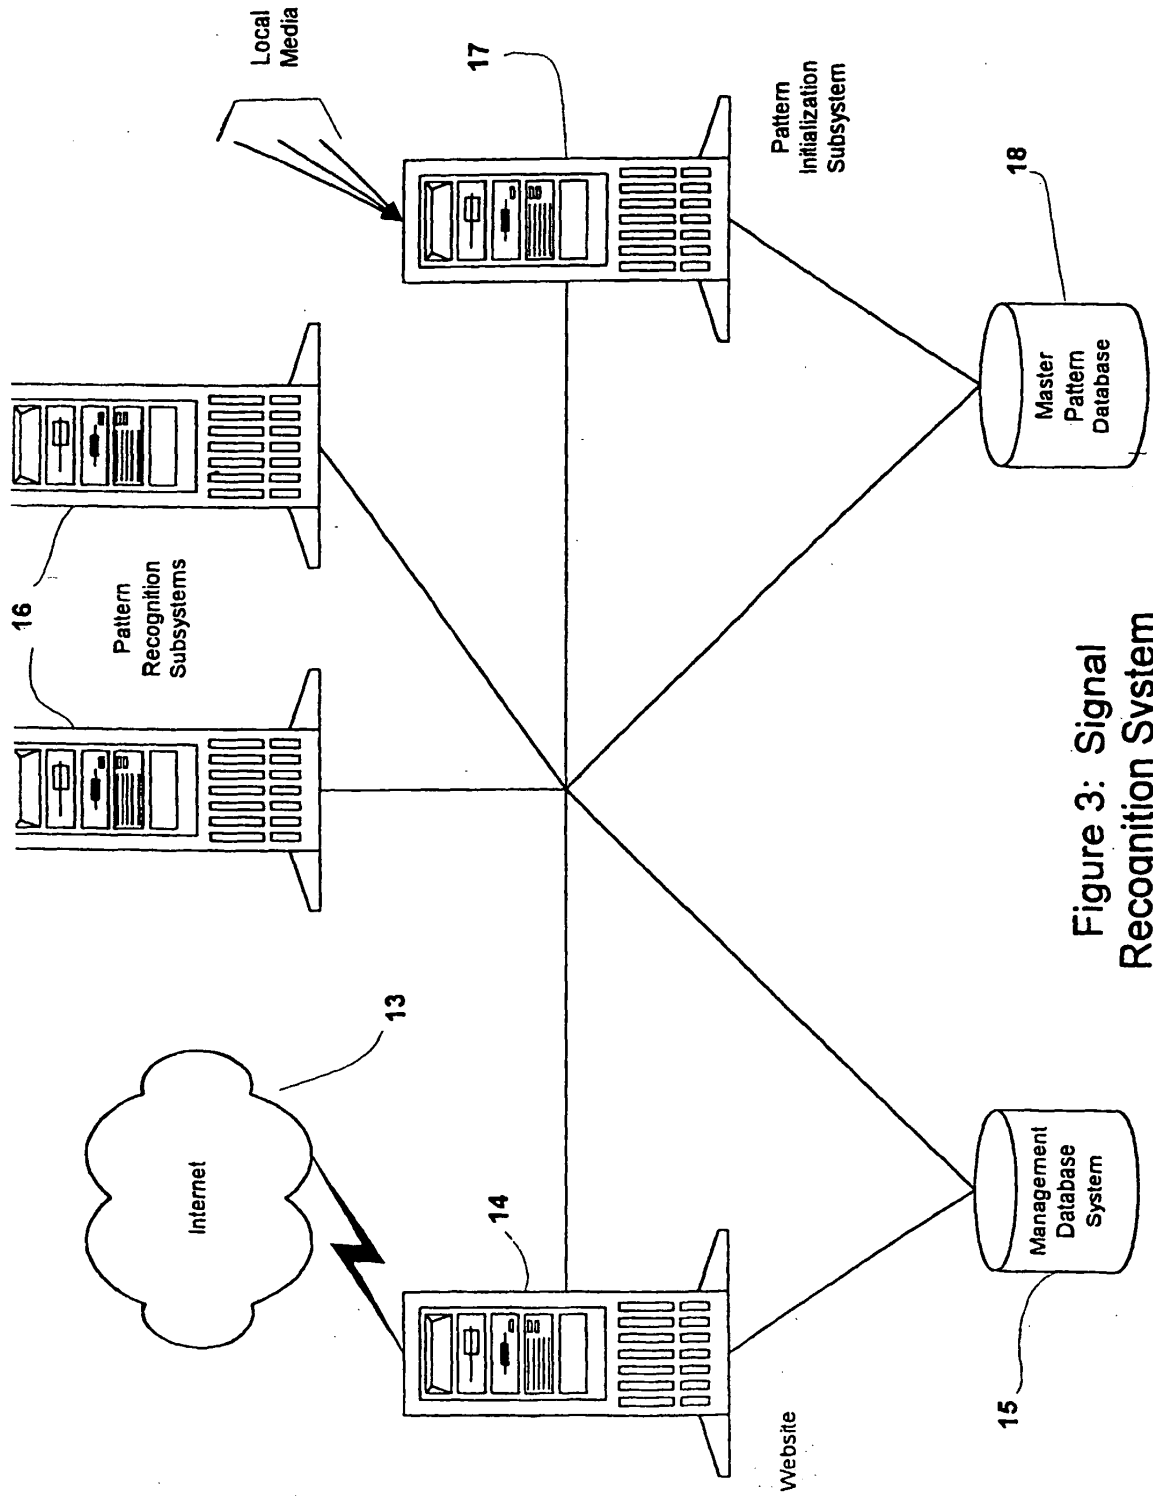 16
Pattern
Recognition
Subsystems
Local
Media
13
Internet
17
14
Pattern
Initialization
Subsystem
Website
18
Master
Pattern
Database
15
Management
Database
System
Figure 3: Signal
Recognition System